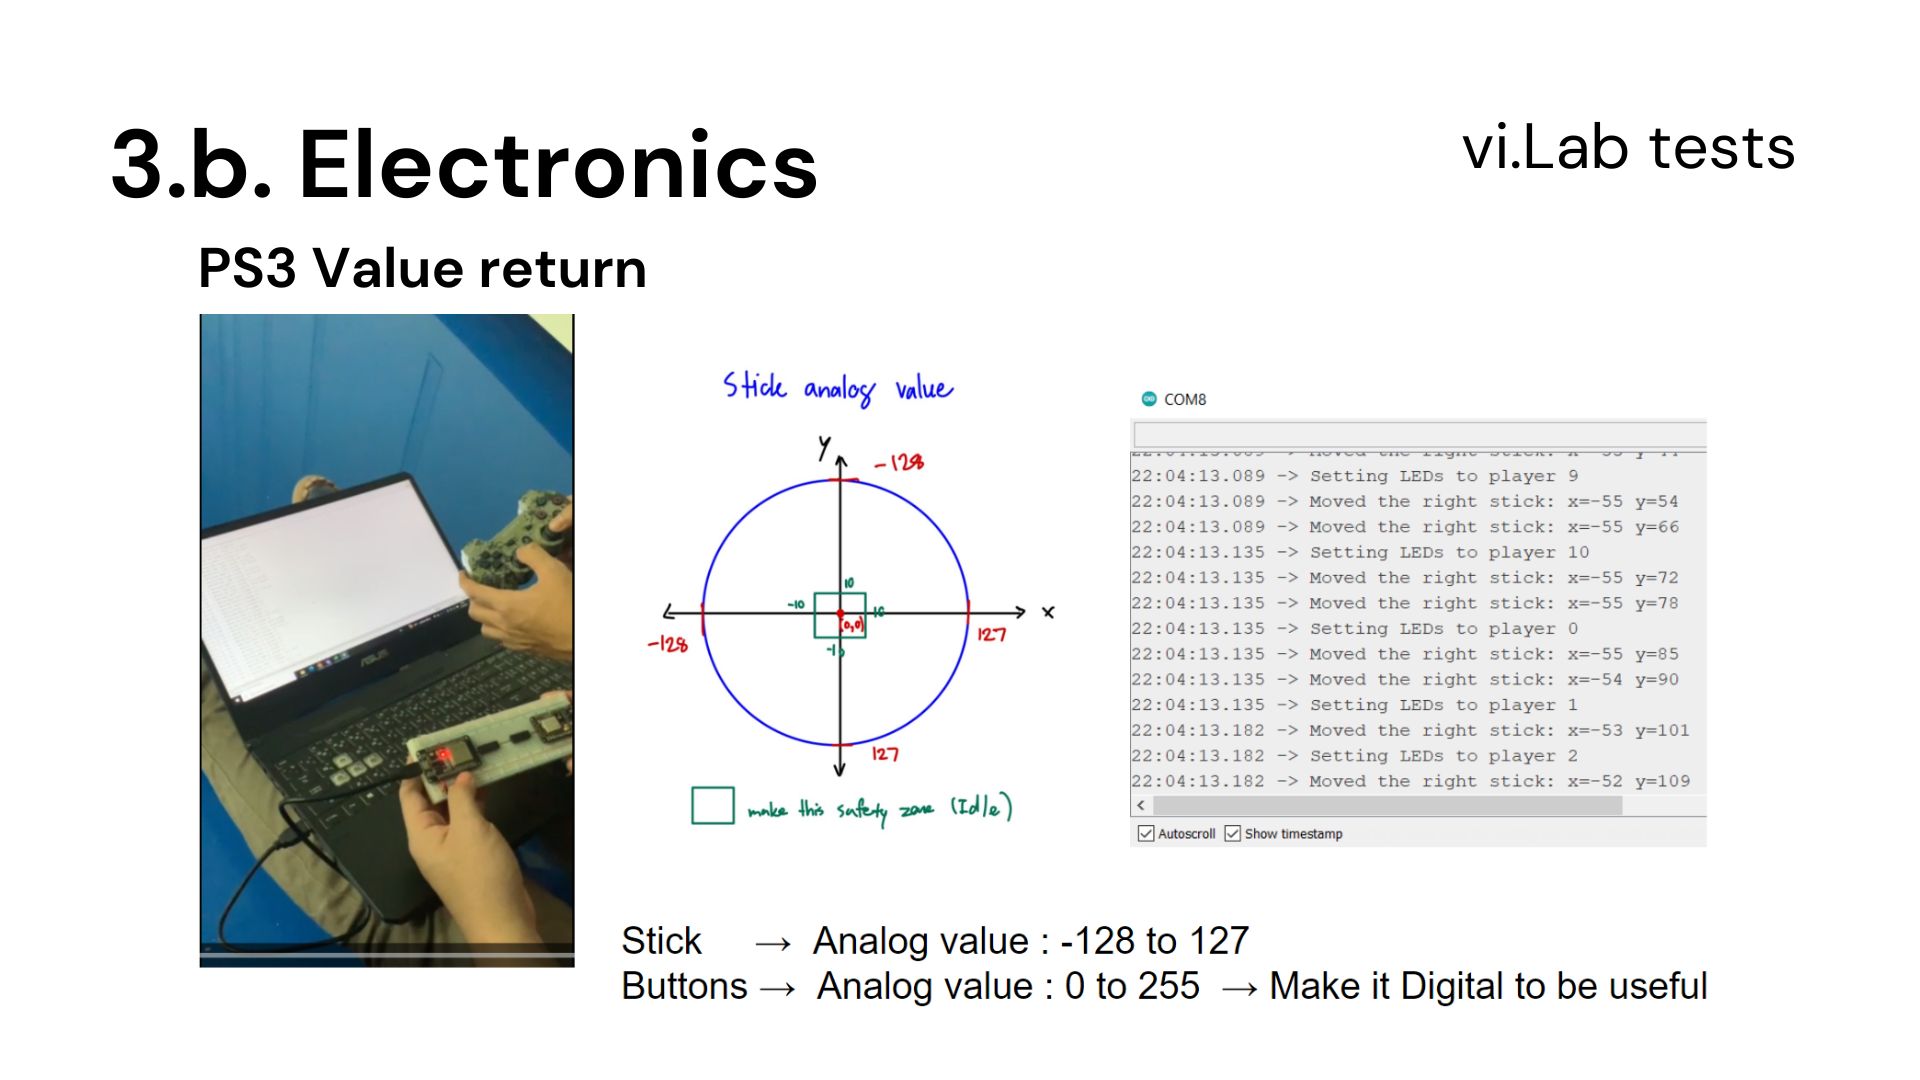 3.b. Electronics
vi.Lab tests
PS3 Value return
Stick analog value
y
-128
10
-10
10
x
(0,0)
-128
127
-10
127
make this safety zone (Idle)
ASUS
COM8
22:04:13.089 -> Setting LEDs to player 9
22:04:13.089 -> Moved the right stick: x=-55 y=54
22:04:13.089 -> Moved the right stick: x=-55 y=66
22:04:13.135 -> Setting LEDs to player 10
22:04:13.135 -> Moved the right stick: x=-55 y=72
22:04:13.135 -> Moved the right stick: x=-55 y=78
22:04:13.135 -> Setting LEDs to player 0
22:04:13.135 -> Moved the right stick: x=-55 y=85
22:04:13.135 -> Moved the right stick: x=-54 y=90
22:04:13.135 -> Setting LEDs to player 1
22:04:13.182 -> Moved the right stick: x=-53 y=101
22:04:13.182 -> Setting LEDs to player 2
22:04:13.182 -> Moved the right stick: x=-52 y=109
Autoscroll Show timestamp
Stick → Analog value : -128 to 127
Buttons → Analog value : 0 to 255 → Make it Digital to be useful